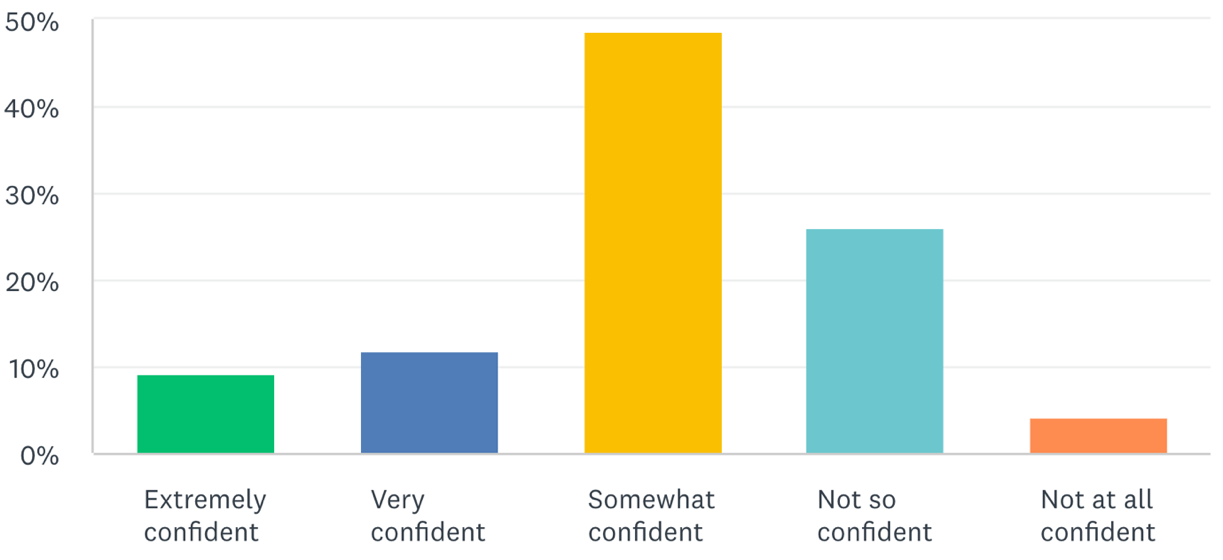 50%
40%
30%
20%
10%
0%
Extremely
confident
Very
confident
Somewhat
confident
Not so
confident
Not at all
confident